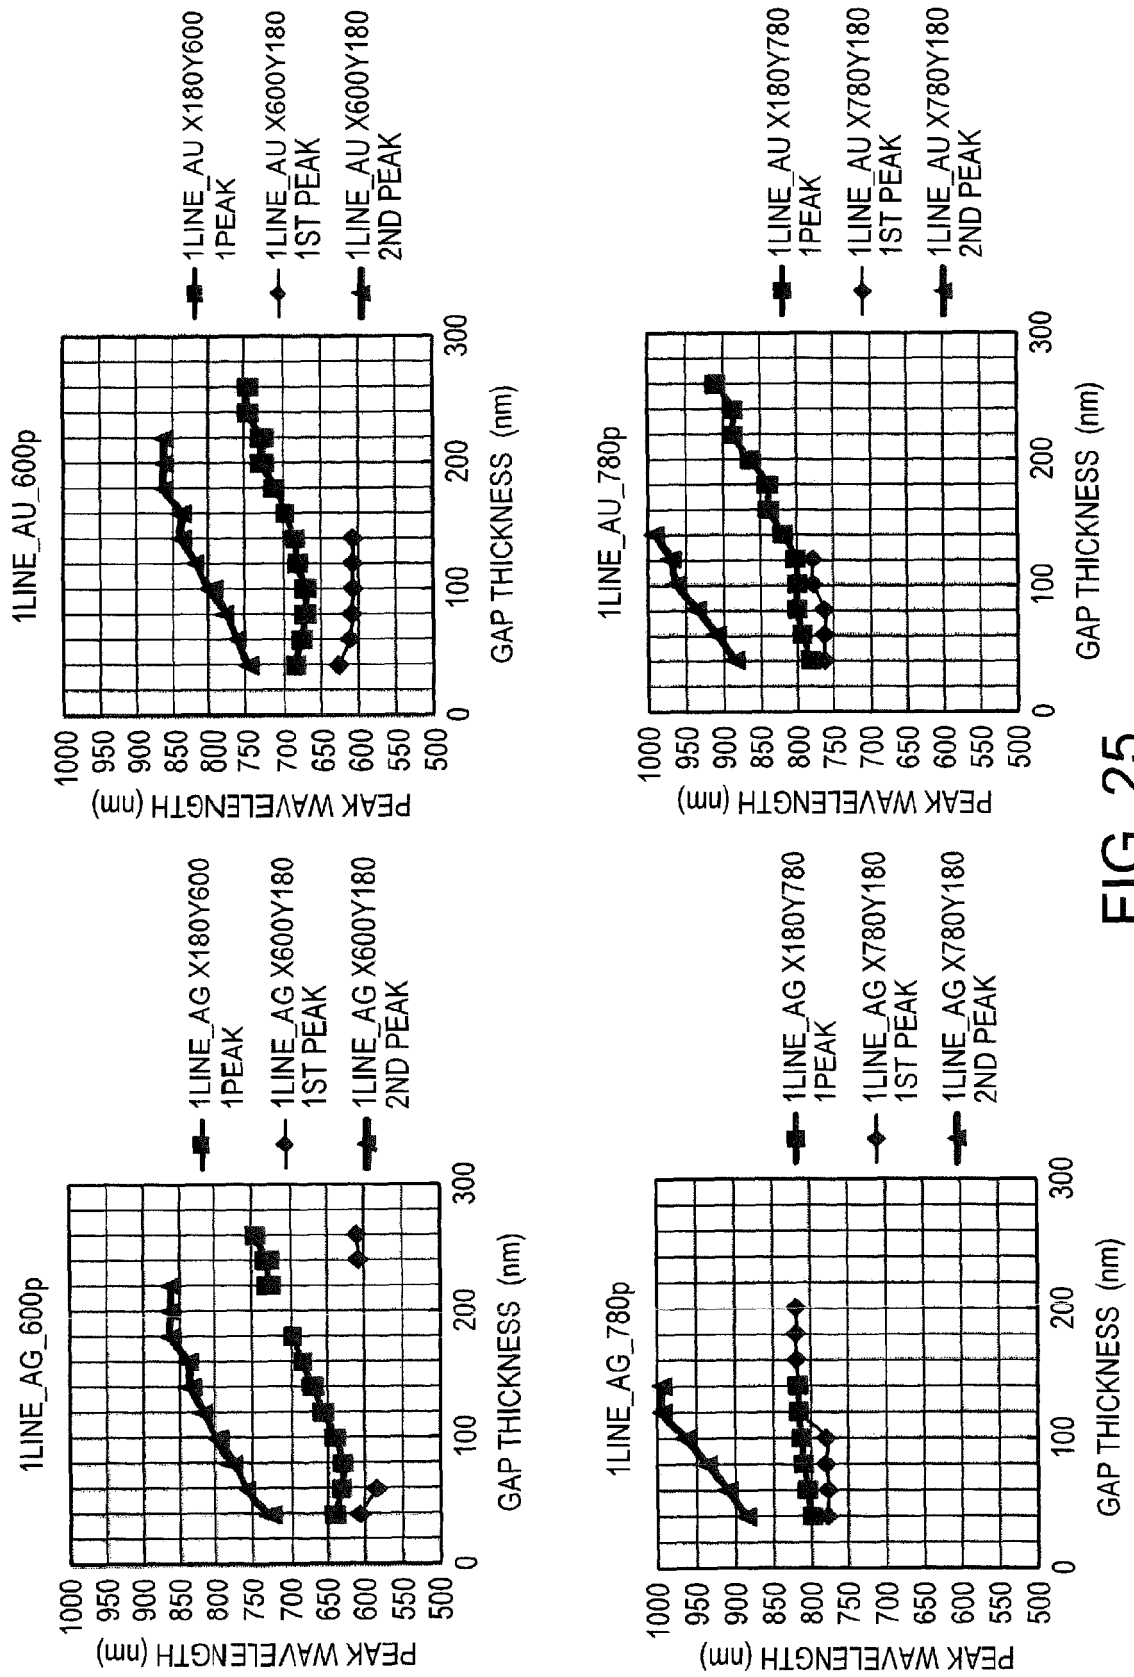 1LINE_AG_600p
PEAK WAVELENGTH (nm)
1000
950
900
850
800
750
700
650
600
550
500
0
100
200
300
GAP THICKNESS (nm)
1LINE_AG X180Y600
1PEAK
1LINE_AG X600Y180
1ST PEAK
1LINE_AG X600Y180
2ND PEAK
1LINE_AU_600p
PEAK WAVELENGTH (nm)
1000
950
900
850
800
750
700
650
600
550
500
0
100
200
300
GAP THICKNESS (nm)
1LINE_AU X180Y600
1PEAK
1LINE_AU X600Y180
1ST PEAK
1LINE_AU X600Y180
2ND PEAK
1LINE_AG_780p
PEAK WAVELENGTH (nm)
1000
950
900
850
800
750
700
650
600
550
500
0
100
200
300
GAP THICKNESS (nm)
1LINE_AG X180Y780
1PEAK
1LINE_AG X780Y180
1ST PEAK
1LINE_AG X780Y180
2ND PEAK
1LINE_AU_780p
PEAK WAVELENGTH (nm)
1000
950
900
850
800
750
700
650
600
550
500
0
100
200
300
GAP THICKNESS (nm)
1LINE_AU X180Y780
1PEAK
1LINE_AU X780Y180
1ST PEAK
1LINE_AU X780Y180
2ND PEAK
FIG. 25